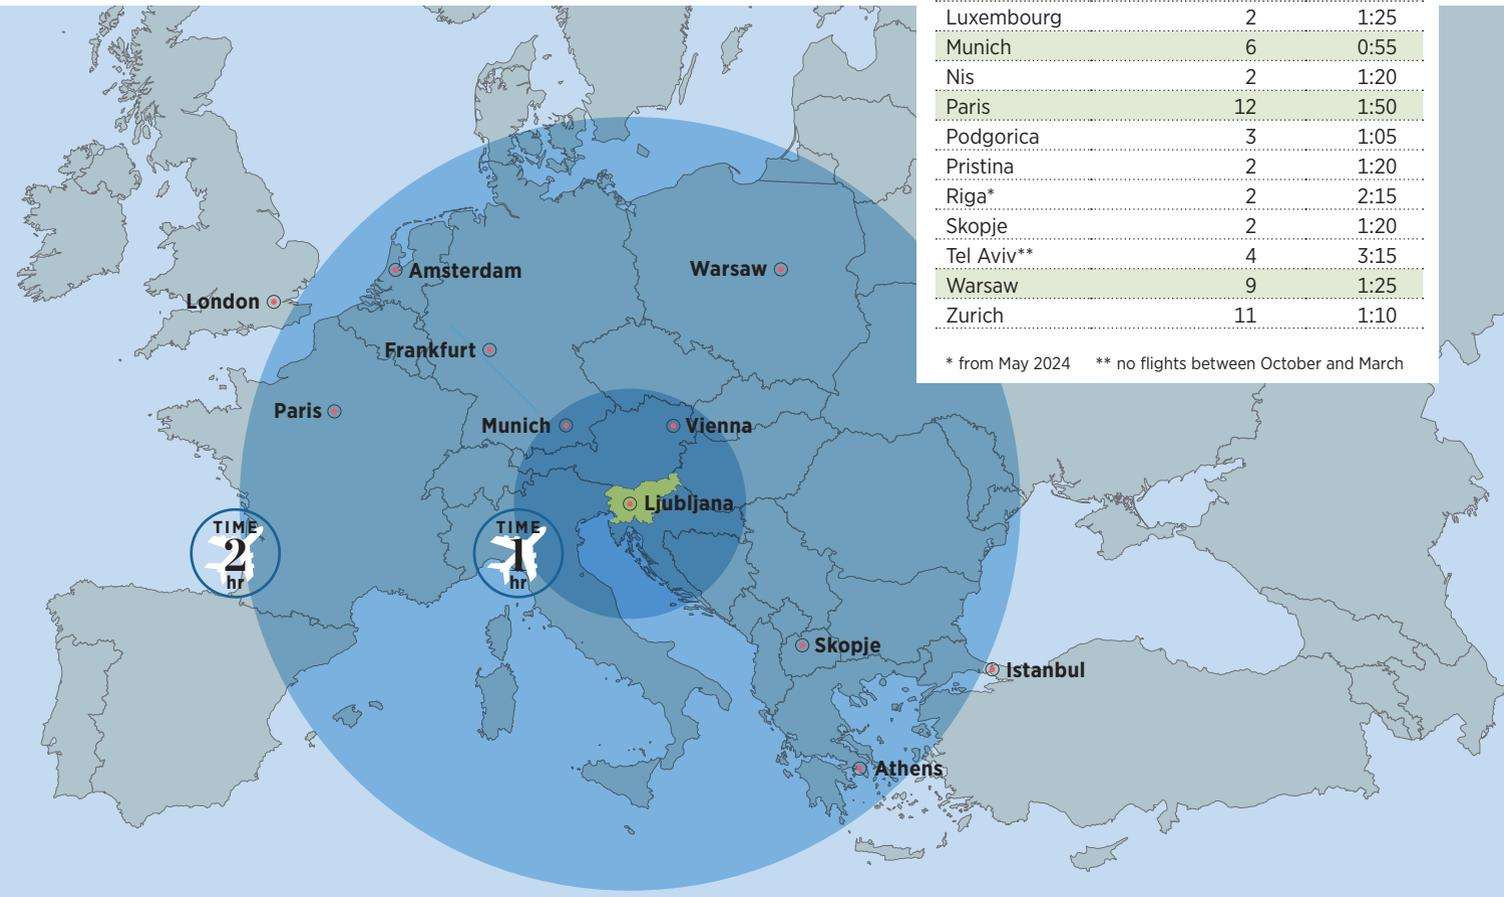 Luxembourg 2 1:25
Munich 6 0:55
Nis 2 1:20
Paris 12 1:50
Podgorica 3 1:05
Pristina 2 1:20
Riga* 2 2:15
Skopje 2 1:20
Tel Aviv** 4 3:15
Warsaw 9 1:25
Zurich 11 1:10
* from May 2024 ** no flights between October and March
Amsterdam
Warsaw
London
Frankfurt
Paris
Munich
Vienna
Ljubljana
TIME
2
hr
TIME
1
hr
Skopje
Istanbul
Athens